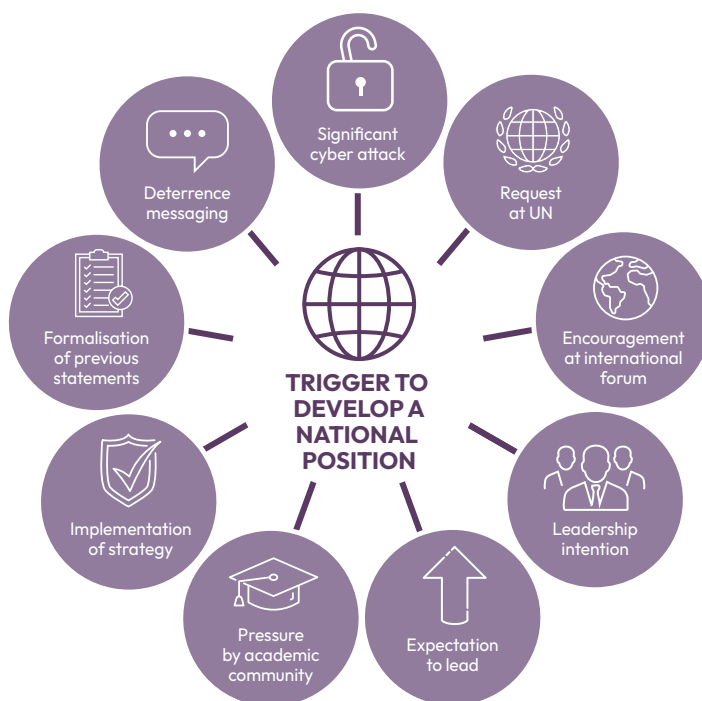 Significant
cyber attack
Request
at UN
Encouragement
at international
forum
Leadership
intention
Expectation
to lead
Pressure
by academic
community
Implementation
of strategy
Formalisation
of previous
statements
Deterrence
messaging
TRIGGER TO
DEVELOP A
NATIONAL
POSITION